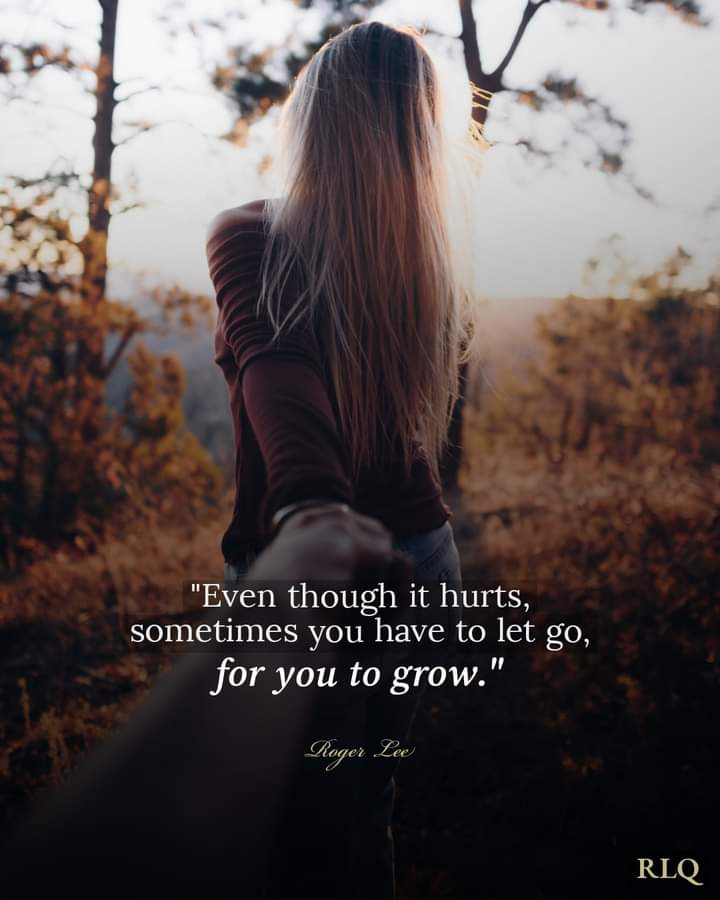 "Even though it hurts,
sometimes you have to let go,
for you to grow."
Roger Lee
RLQ